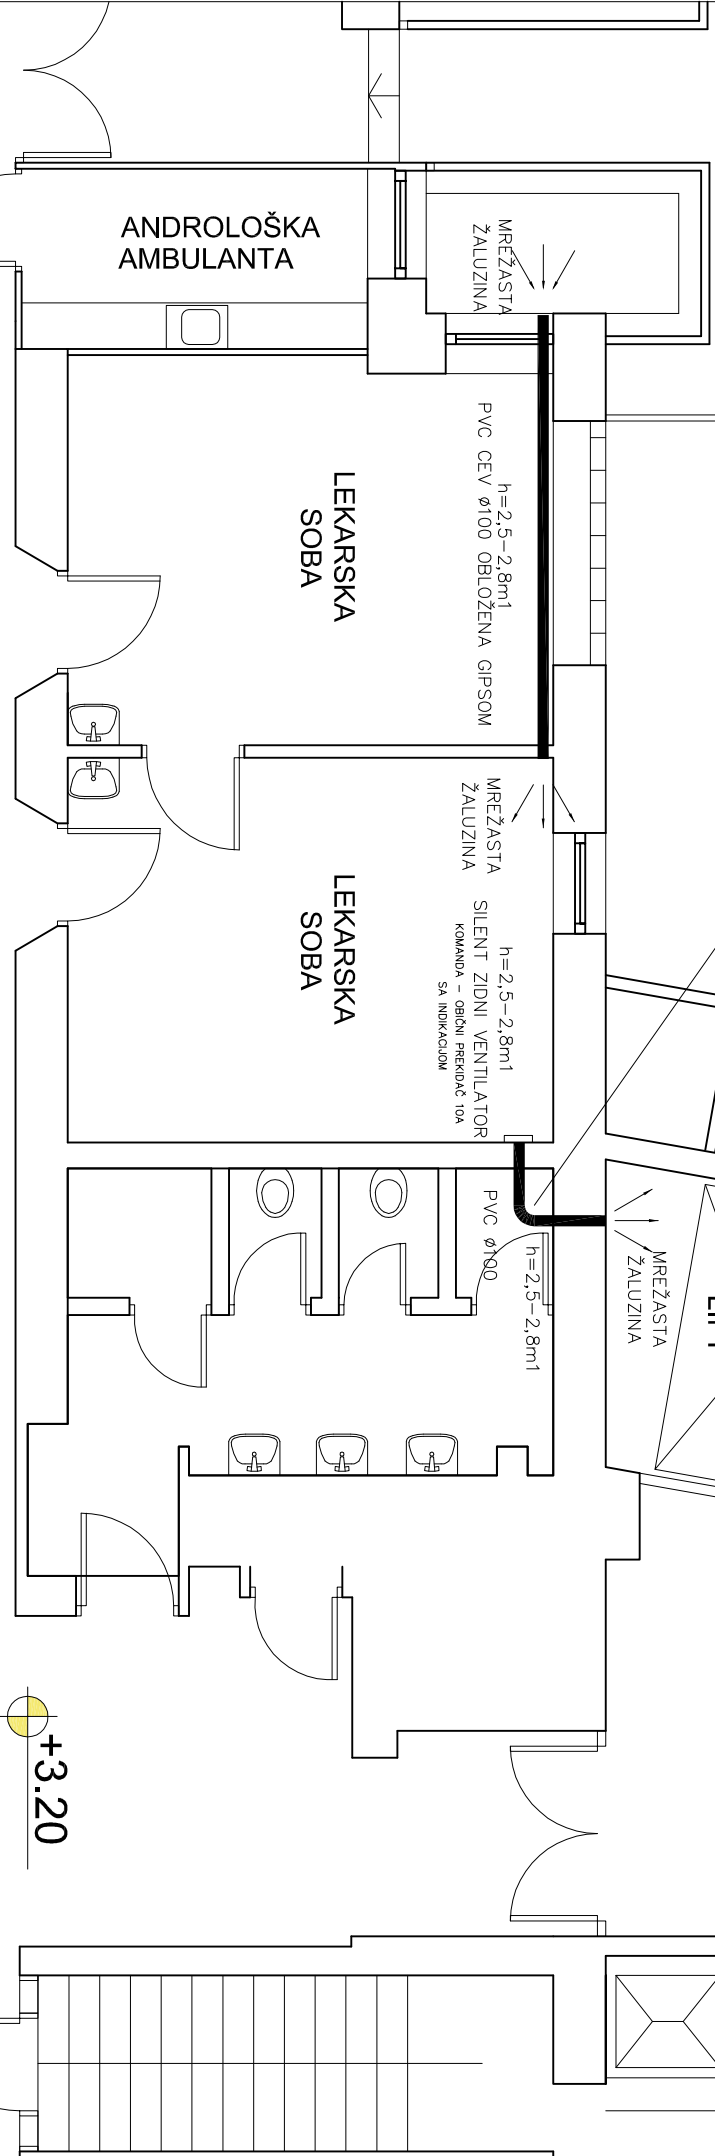 ANDROLOŠKA
AMBULANTA
MREŽASTA
ŽALUZINA
h=2,5-2,8m1
PVC CEV ø100 OBLOŽENA GIPSOM
LEKARSKA
SOBA
MREŽASTA
ŽALUZINA
h=2,5-2,8m1
SILENT ZIDNI VENTILATOR
KOMANDA - OBIČNI PREKIDAČ 10A
SA INDIKACIJOM
LEKARSKA
SOBA
PVC ø100
h=2,5-2,8m1
MREŽASTA
ŽALUZINA
+3.20